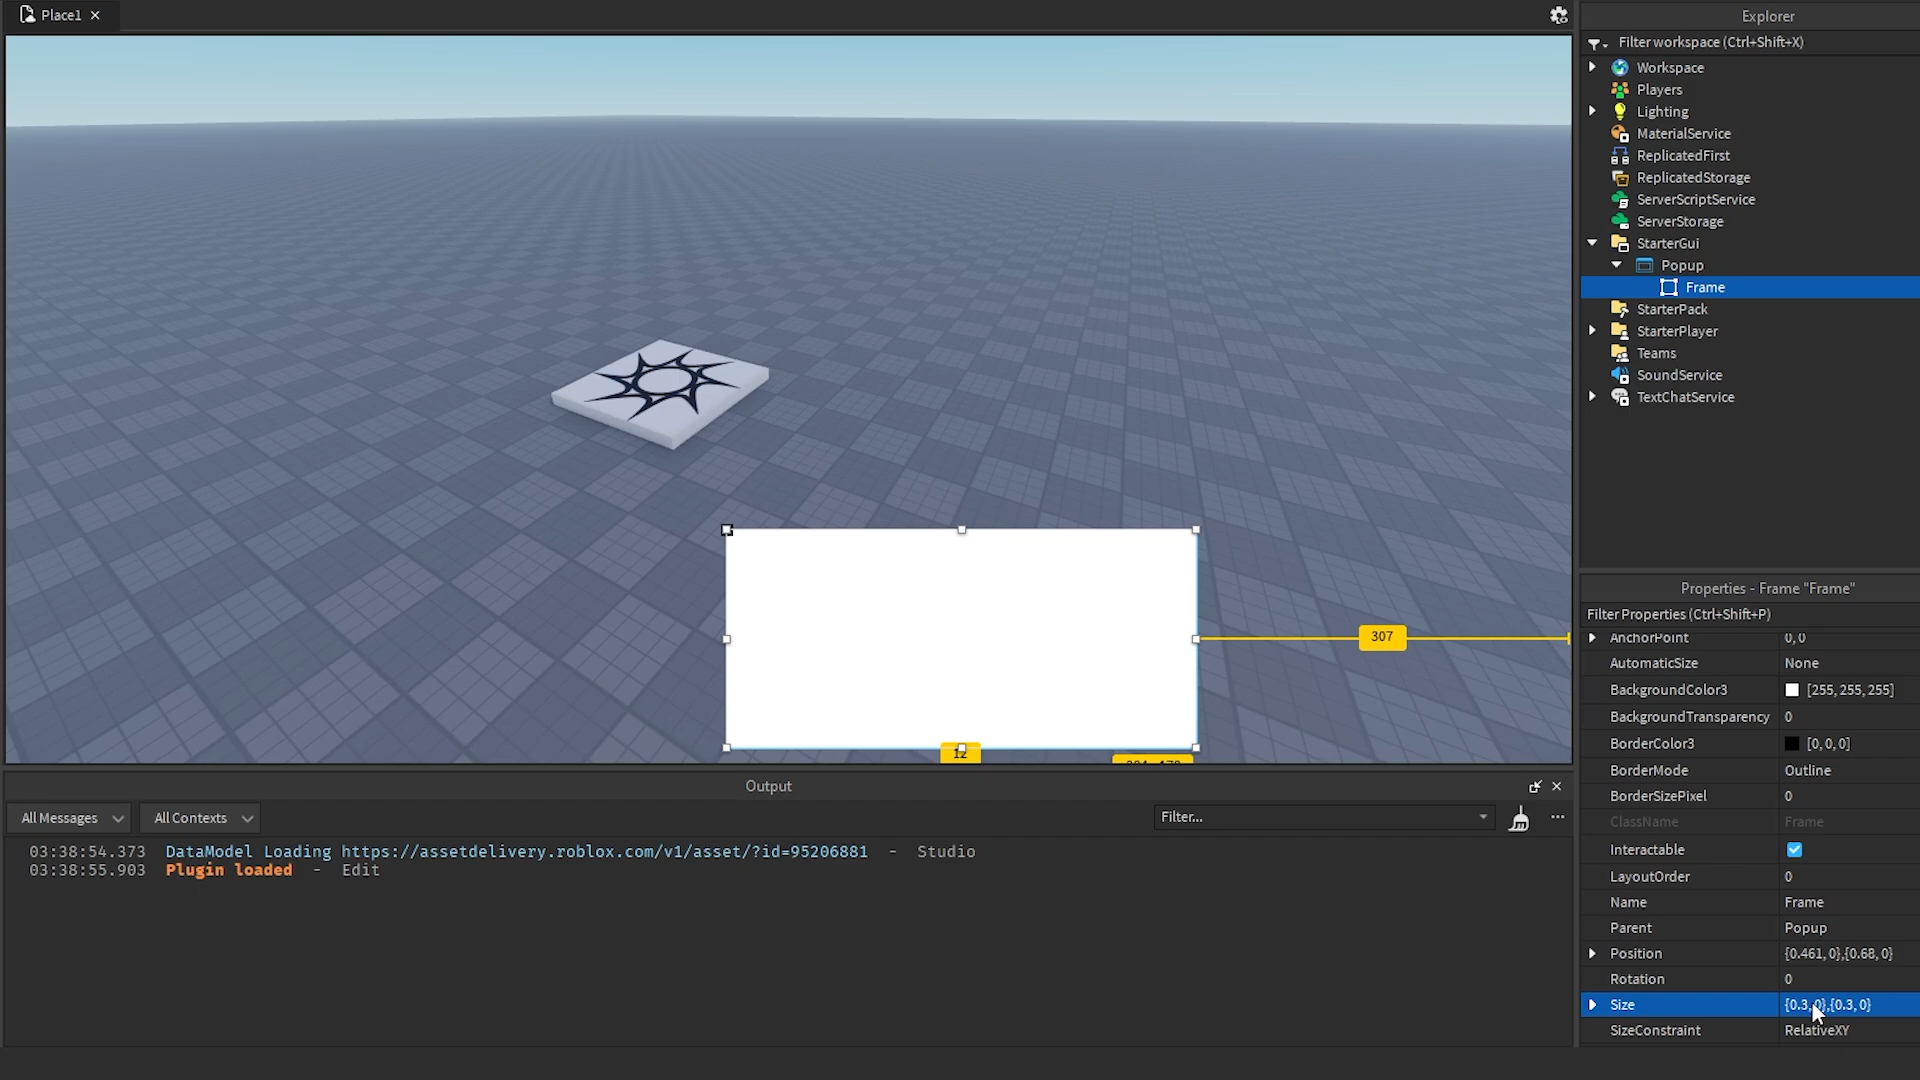 Place1
Explorer
Filter workspace (Ctrl+Shift+X)
Workspace
Players
Lighting
MaterialService
ReplicatedFirst
ReplicatedStorage
ServerScriptService
ServerStorage
StarterGui
Popup
Frame
StarterPack
StarterPlayer
Teams
SoundService
TextChatService
307
12
Properties - Frame "Frame"
Filter Properties (Ctrl+Shift+P)
AnchorPoint 0, 0
AutomaticSize None
BackgroundColor3 [255, 255, 255]
BackgroundTransparency 0
BorderColor3 [0, 0, 0]
BorderMode Outline
BorderSizePixel 0
ClassName Frame
Interactable
LayoutOrder 0
Name Frame
Parent Popup
Position {0.461, 0},{0.68, 0}
Rotation 0
Size {0.3, 0},{0.3, 0}
SizeConstraint RelativeXY
Output
All Messages All Contexts Filter...
03:38:54.373 DataModel Loading https://assetdelivery.roblox.com/v1/asset/?id=95206881 - Studio
03:38:55.903 Plugin loaded - Edit